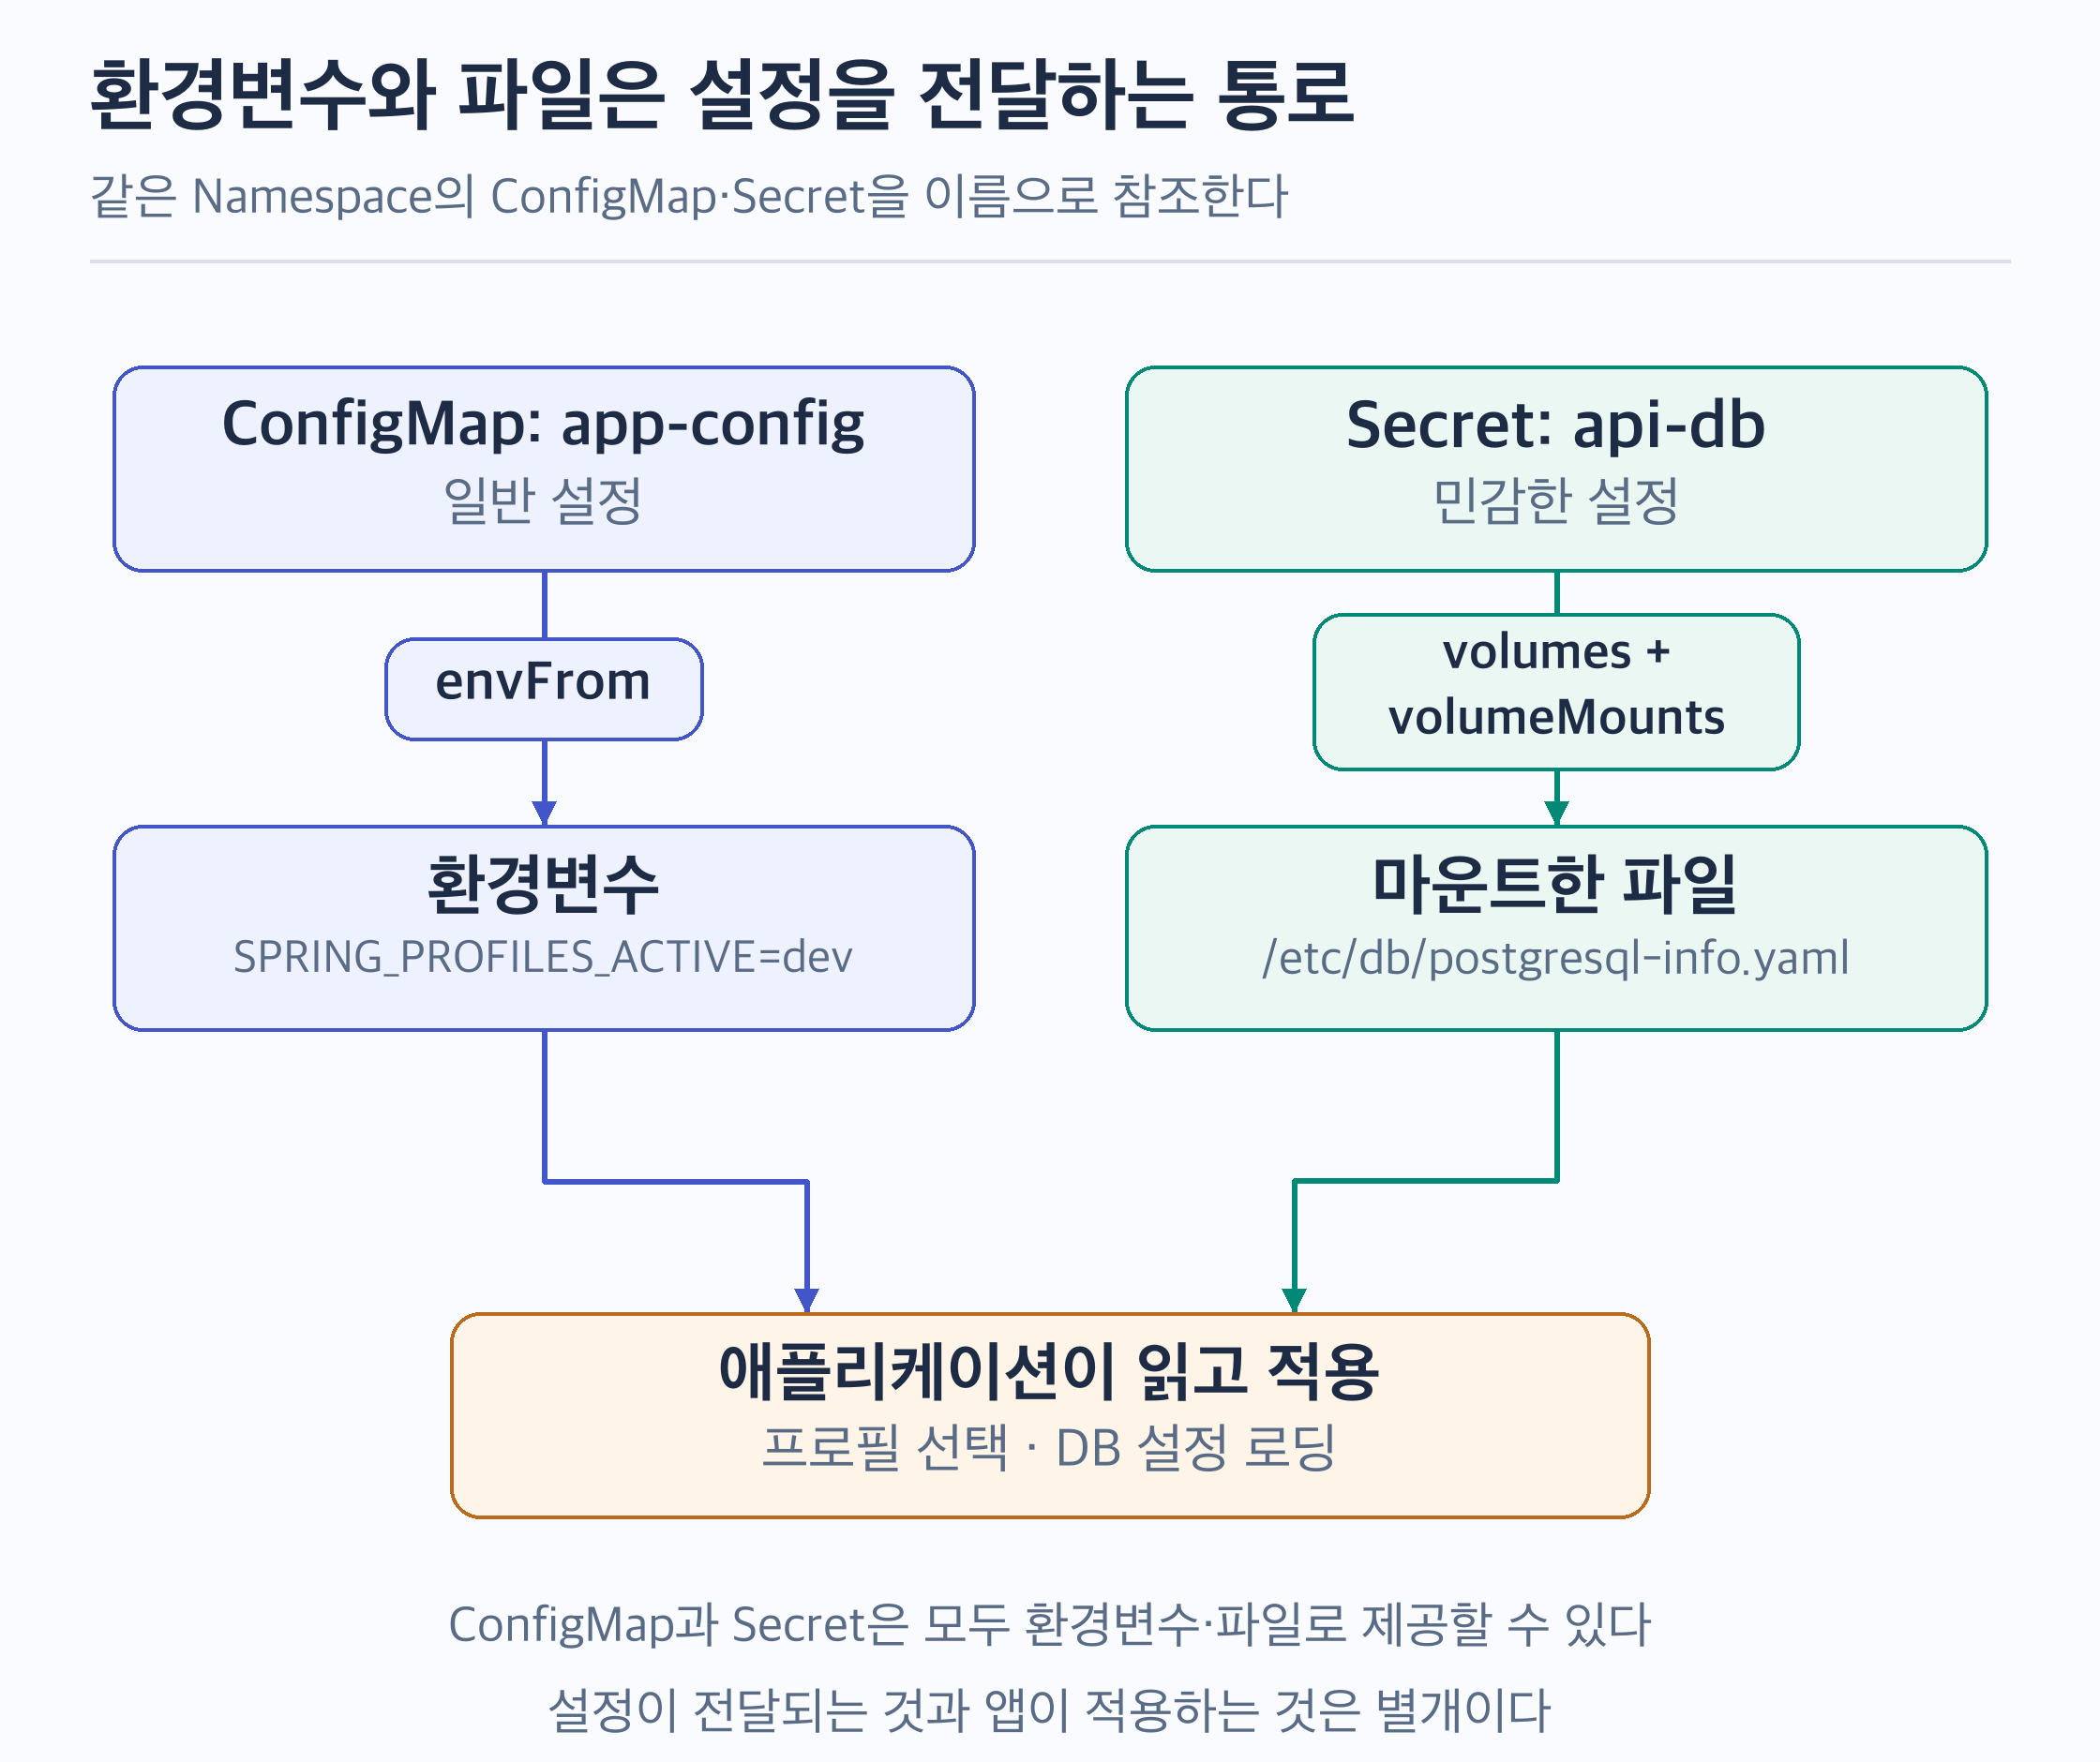 환경변수와 파일은 설정을 전달하는 통로
같은 Namespace의 ConfigMap·Secret을 이름으로 참조한다
ConfigMap: app-config
일반 설정
Secret: api-db
민감한 설정
envFrom
volumes +
volumeMounts
환경변수
SPRING_PROFILES_ACTIVE=dev
마운트한 파일
/etc/db/postgresql-info.yaml
애플리케이션이 읽고 적용
프로필 선택 · DB 설정 로딩
ConfigMap과 Secret은 모두 환경변수·파일로 제공할 수 있다
설정이 전달되는 것과 앱이 적용하는 것은 별개이다